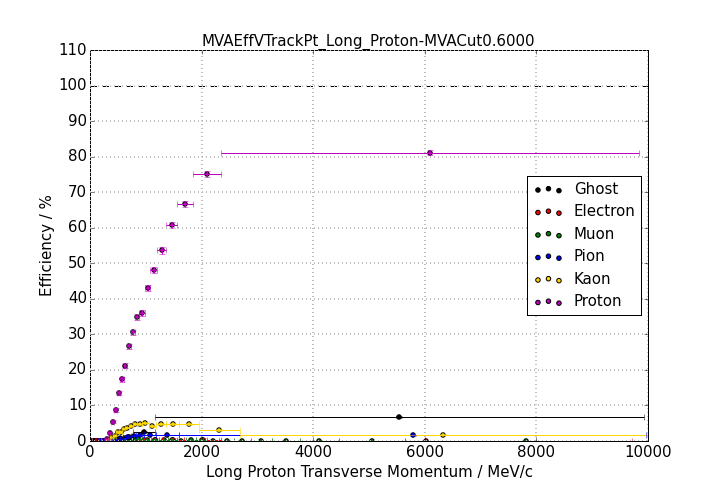 MVAEffVTrackPt_Long_Proton-MVACut0.6000
110
100
90
80
70
60
50
40
30
20
10
0
Efficiency / %
Ghost
Electron
Muon
Pion
Kaon
Proton
0 2000 4000 6000 8000 10000
Long Proton Transverse Momentum / MeV/c